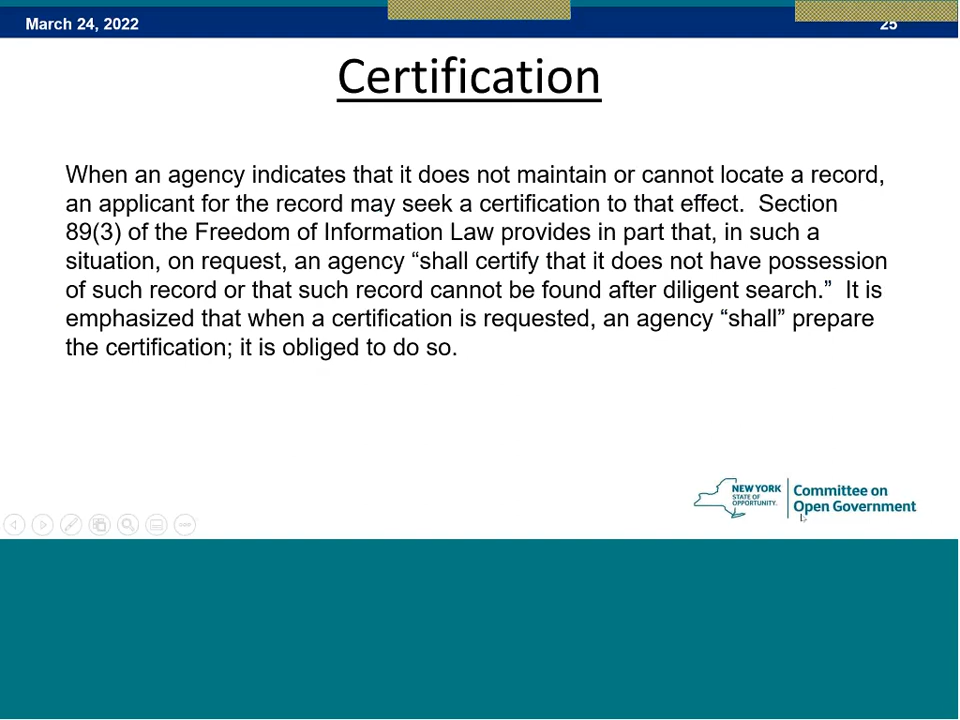 March 24, 2022
25
Certification
When an agency indicates that it does not maintain or cannot locate a record,
an applicant for the record may seek a certification to that effect.  Section
89(3) of the Freedom of Information Law provides in part that, in such a
situation, on request, an agency “shall certify that it does not have possession
of such record or that such record cannot be found after diligent search.”  It is
emphasized that when a certification is requested, an agency “shall” prepare
the certification; it is obliged to do so.
NEW YORK
STATE OF
OPPORTUNITY.
Committee on
Open Government